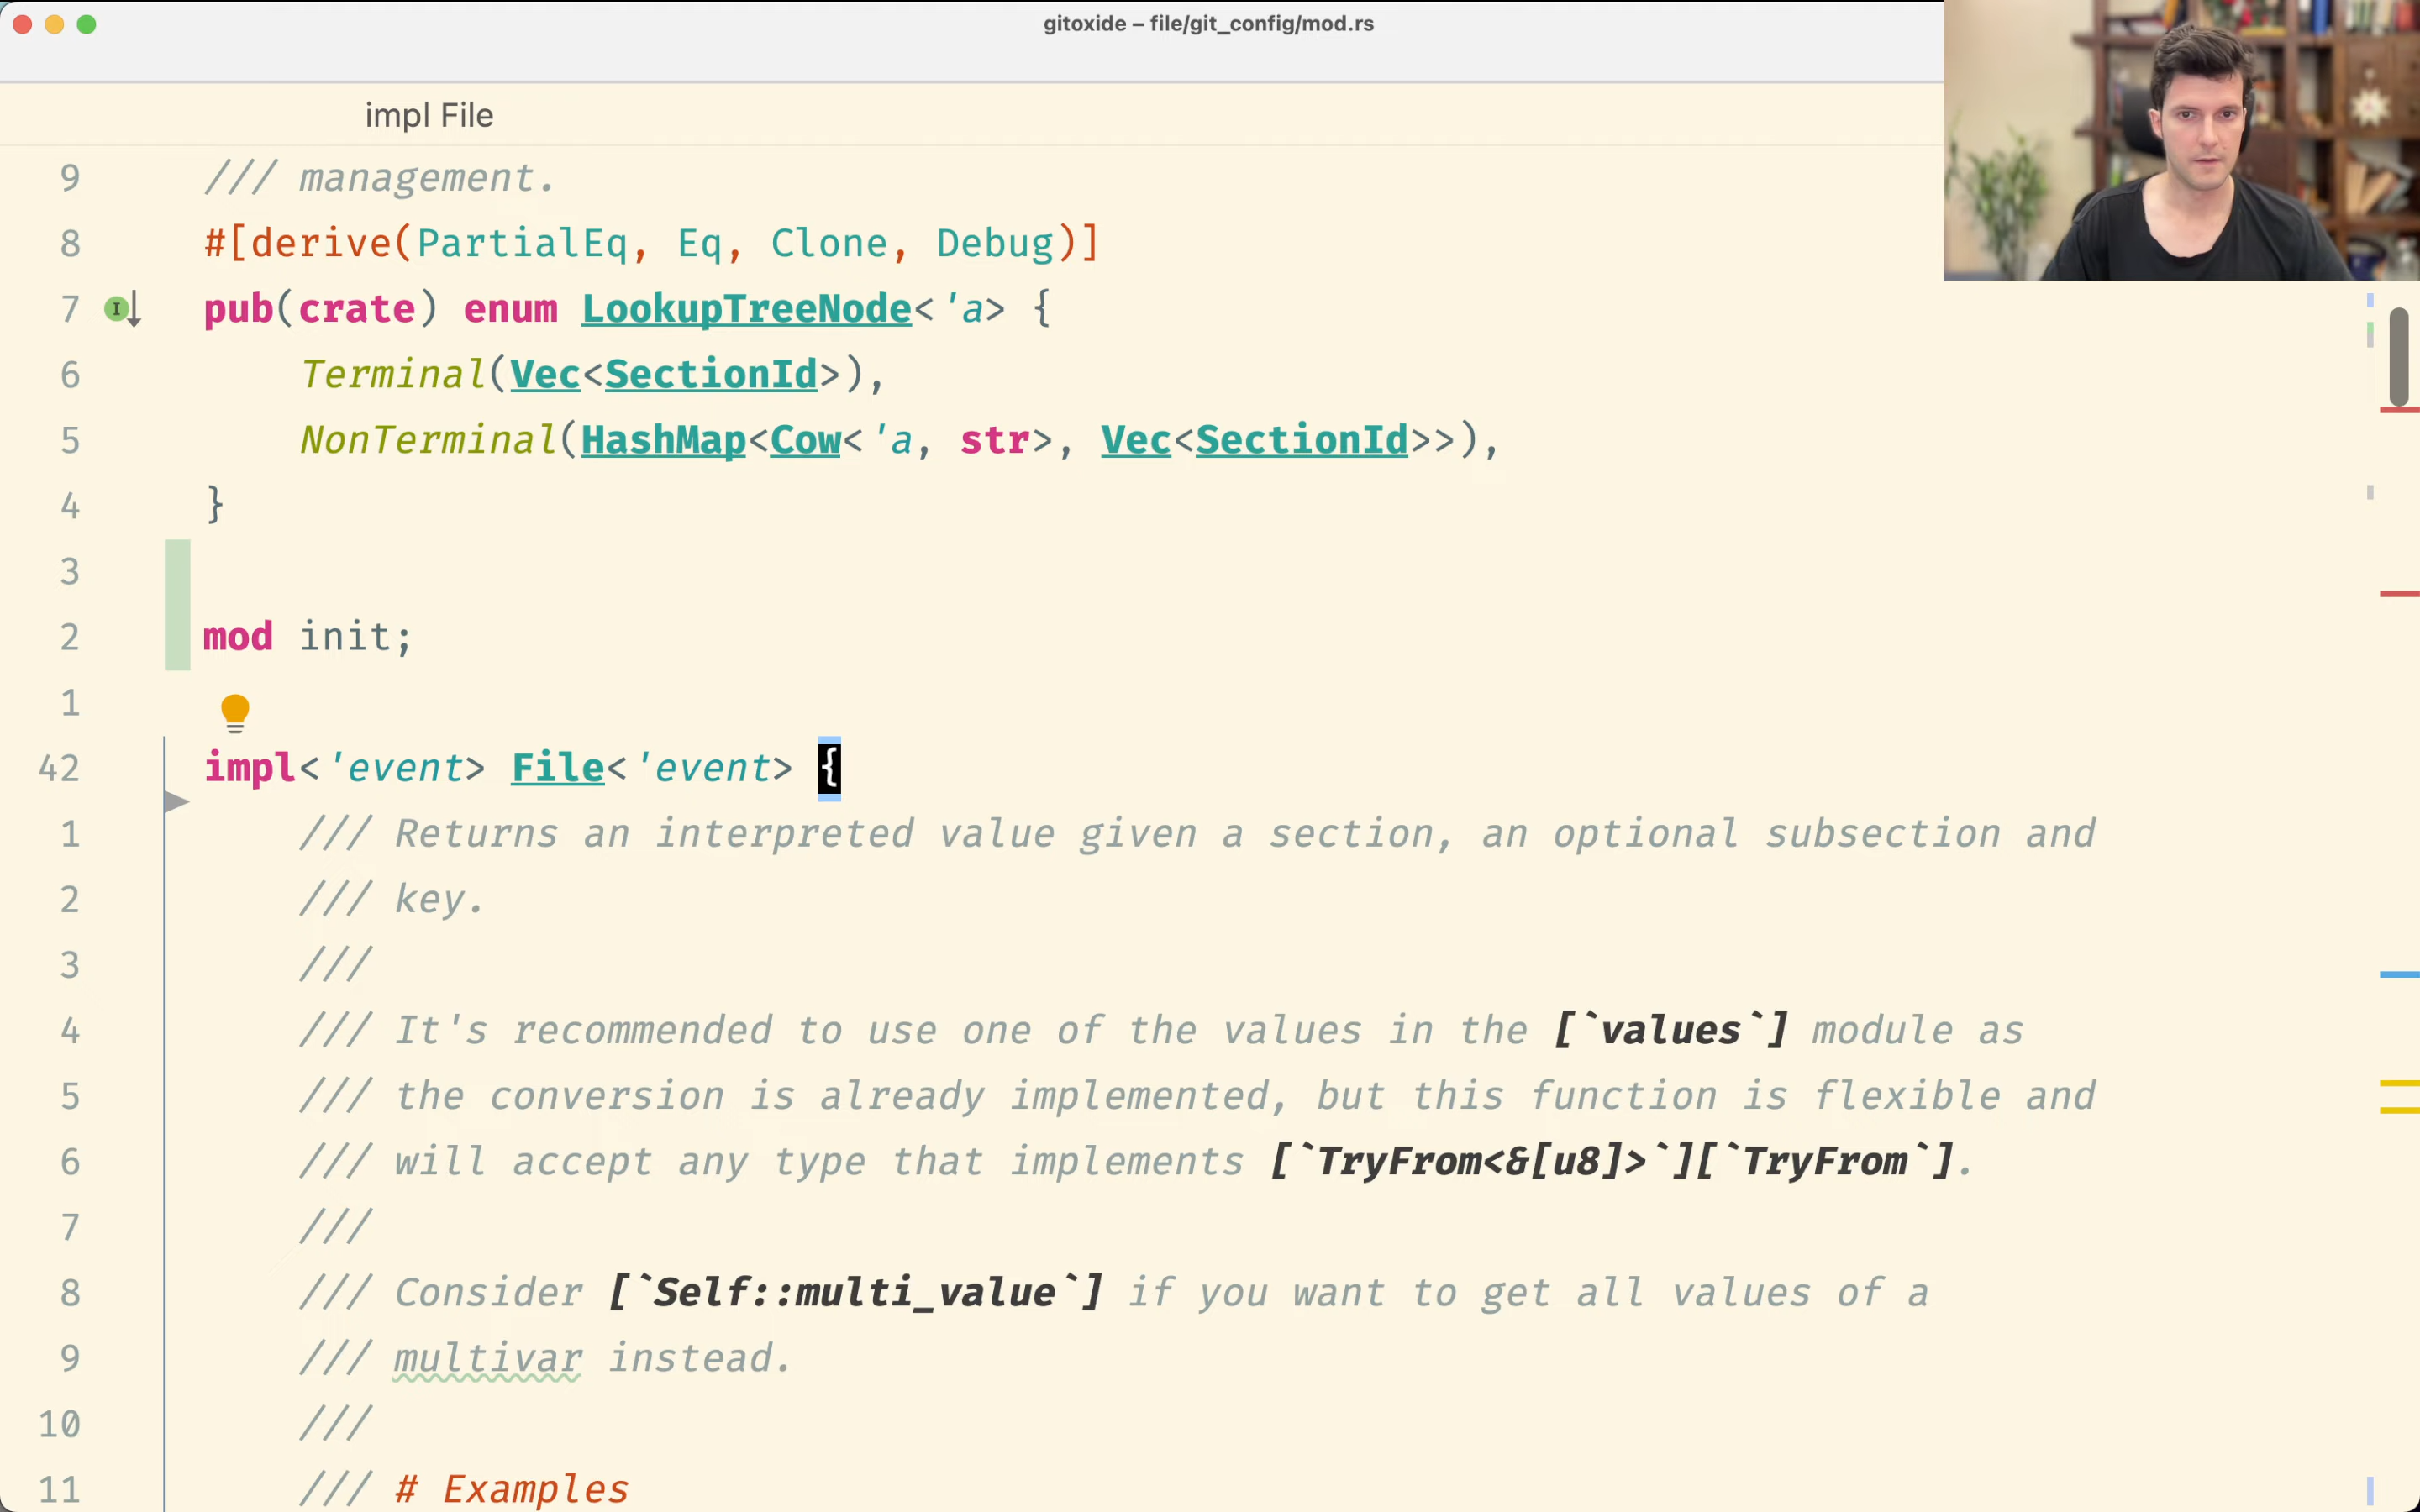 gitoxide – file/git_config/mod.rs
impl File
9 /// management.
8 #[derive(PartialEq, Eq, Clone, Debug)]
7 pub(crate) enum LookupTreeNode<'a> {
6 Terminal(Vec<SectionId>),
5 NonTerminal(HashMap<Cow<'a, str>, Vec<SectionId>>),
4 }
3
2 mod init;
1
42 impl<'event> File<'event> {
1 /// Returns an interpreted value given a section, an optional subsection and
2 /// key.
3 ///
4 /// It's recommended to use one of the values in the [`values`] module as
5 /// the conversion is already implemented, but this function is flexible and
6 /// will accept any type that implements [`TryFrom<&[u8]>`][`TryFrom`].
7 ///
8 /// Consider [`Self::multi_value`] if you want to get all values of a
9 /// multivar instead.
10 ///
11 /// # Examples